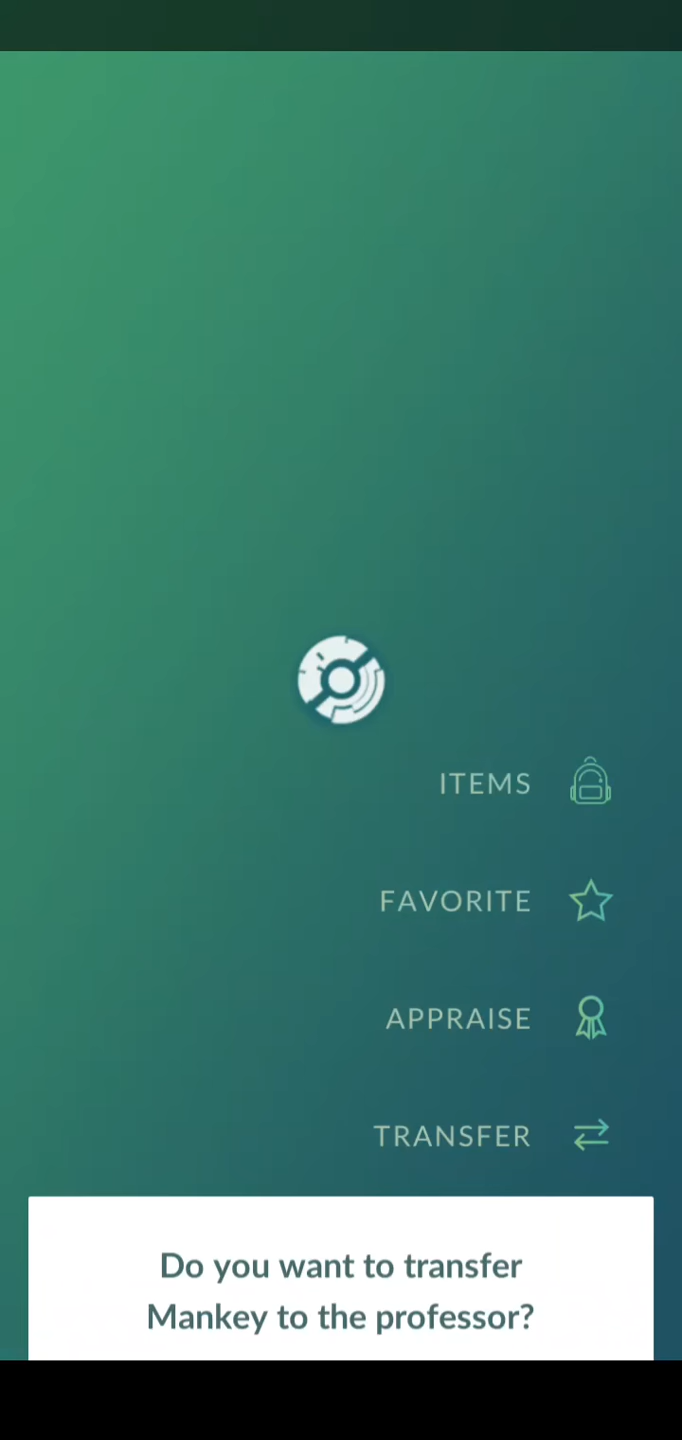 ITEMS
FAVORITE
APPRAISE
TRANSFER
Do you want to transfer
Mankey to the professor?